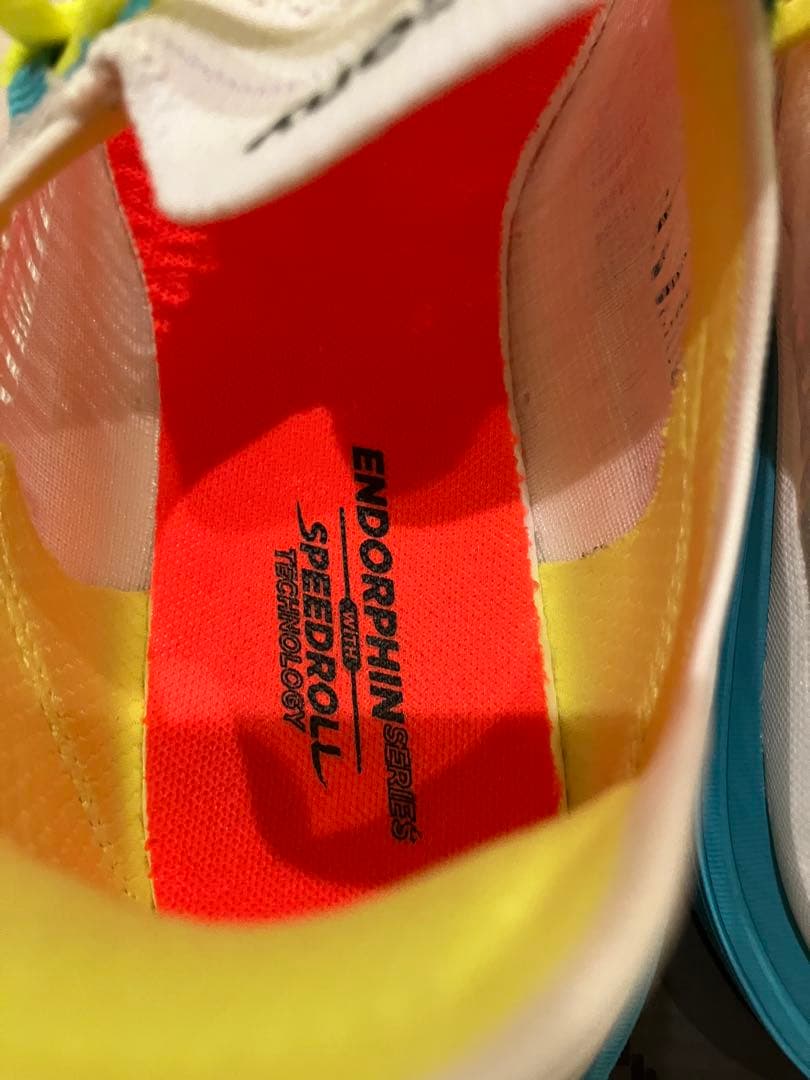 ENDORPHIN SERIES
WITH
SPEEDROLL
TECHNOLOGY